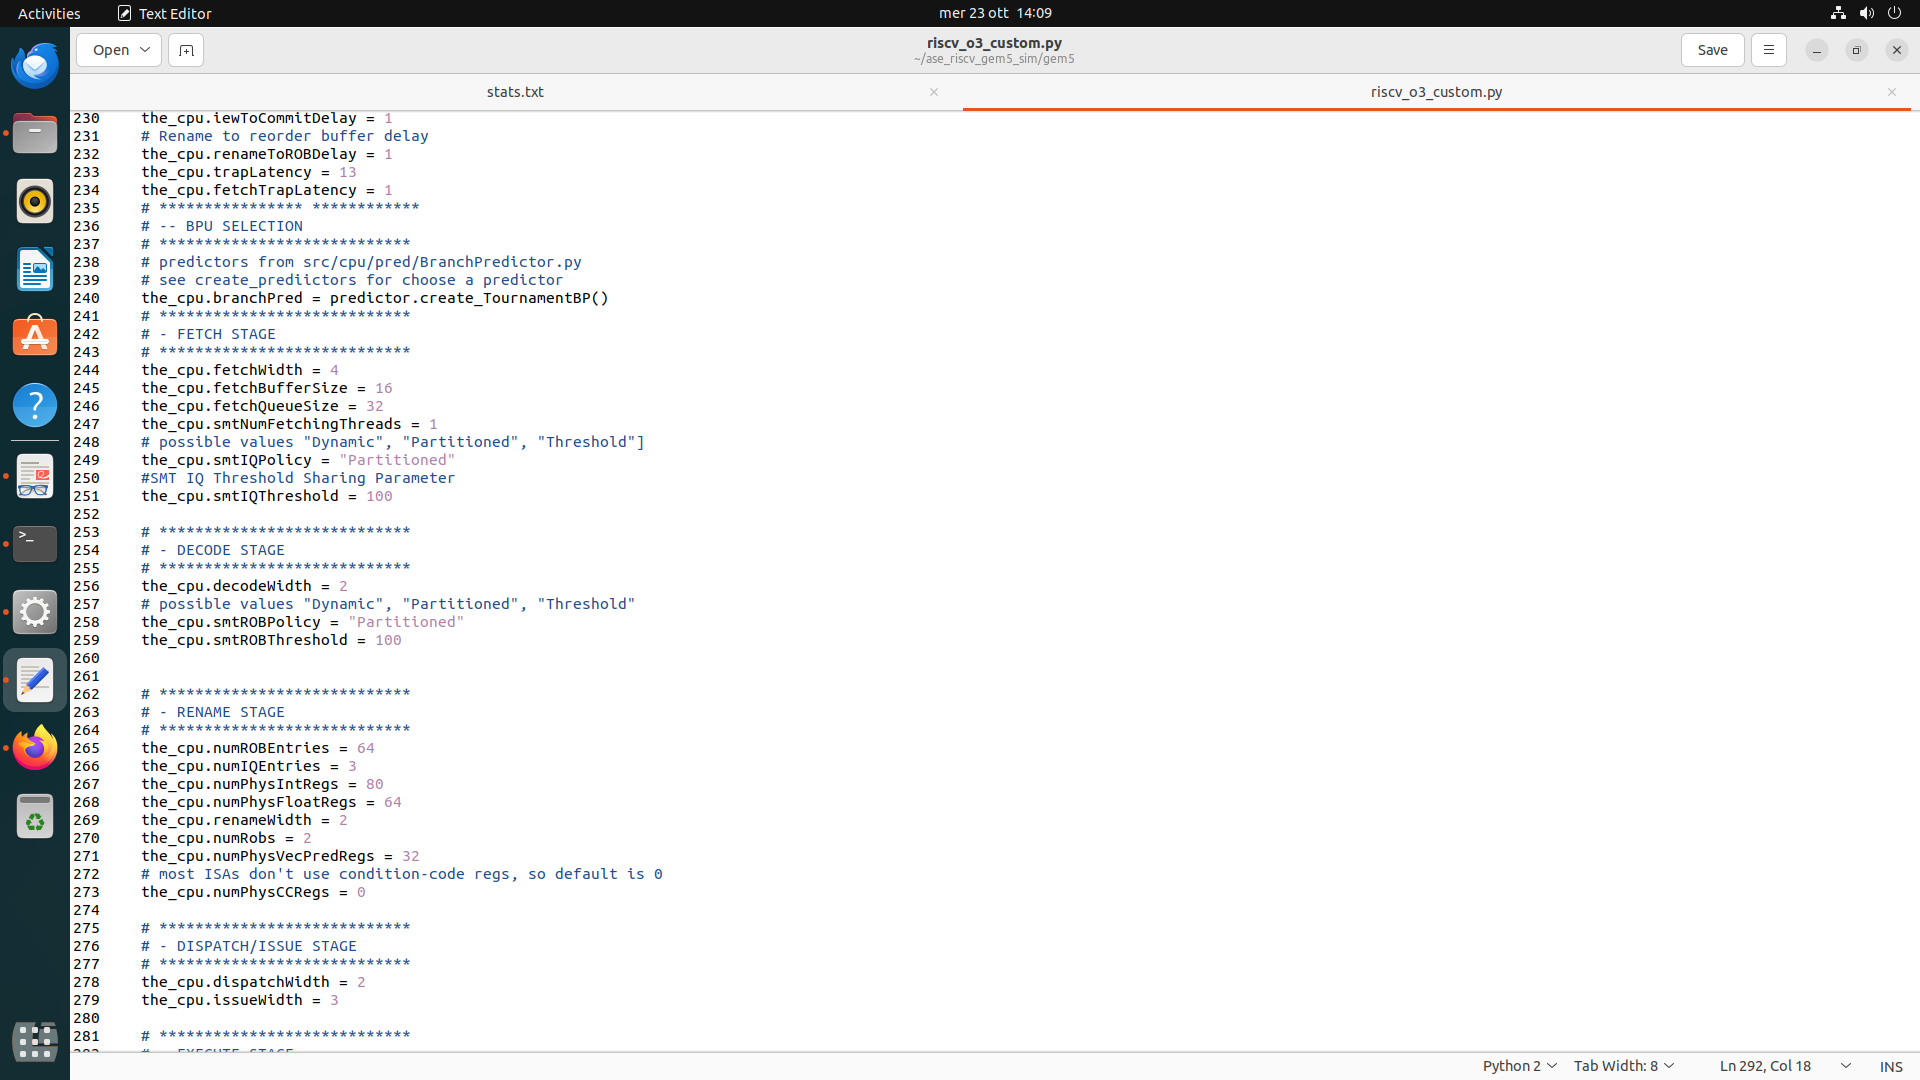 Activities
Text Editor
mer 23 ott 14:09
Open
riscv_o3_custom.py
~/ase_riscv_gem5_sim/gem5
Save
stats.txt
riscv_o3_custom.py
230 the_cpu.iewToCommitDelay = 1
231 # Rename to reorder buffer delay
232 the_cpu.renameToROBDelay = 1
233 the_cpu.trapLatency = 13
234 the_cpu.fetchTrapLatency = 1
235 # **************** ************
236 # -- BPU SELECTION
237 # ****************************
238 # predictors from src/cpu/pred/BranchPredictor.py
239 # see create_prediictors for choose a predictor
240 the_cpu.branchPred = predictor.create_TournamentBP()
241 # ****************************
242 # - FETCH STAGE
243 # ****************************
244 the_cpu.fetchWidth = 4
245 the_cpu.fetchBufferSize = 16
246 the_cpu.fetchQueueSize = 32
247 the_cpu.smtNumFetchingThreads = 1
248 # possible values "Dynamic", "Partitioned", "Threshold"]
249 the_cpu.smtIQPolicy = "Partitioned"
250 #SMT IQ Threshold Sharing Parameter
251 the_cpu.smtIQThreshold = 100
252
253 # ****************************
254 # - DECODE STAGE
255 # ****************************
256 the_cpu.decodeWidth = 2
257 # possible values "Dynamic", "Partitioned", "Threshold"
258 the_cpu.smtROBPolicy = "Partitioned"
259 the_cpu.smtROBThreshold = 100
260
261
262 # ****************************
263 # - RENAME STAGE
264 # ****************************
265 the_cpu.numROBEntries = 64
266 the_cpu.numIQEntries = 3
267 the_cpu.numPhysIntRegs = 80
268 the_cpu.numPhysFloatRegs = 64
269 the_cpu.renameWidth = 2
270 the_cpu.numRobs = 2
271 the_cpu.numPhysVecPredRegs = 32
272 # most ISAs don't use condition-code regs, so default is 0
273 the_cpu.numPhysCCRegs = 0
274
275 # ****************************
276 # - DISPATCH/ISSUE STAGE
277 # ****************************
278 the_cpu.dispatchWidth = 2
279 the_cpu.issueWidth = 3
280
281 # ****************************
282 # - EXECUTE STAGE
Python 2
Tab Width: 8
Ln 292, Col 18
INS